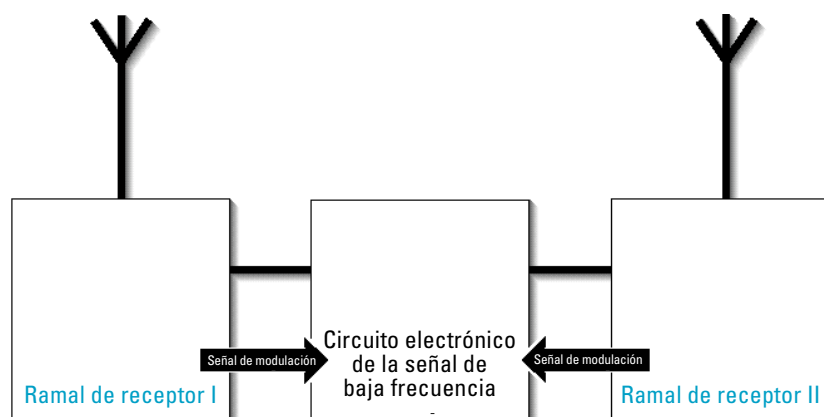 Circuito electrónico
de la señal de
baja frecuencia
-
Señal de modulación
Señal de modulación
Ramal de receptor I
Ramal de receptor II